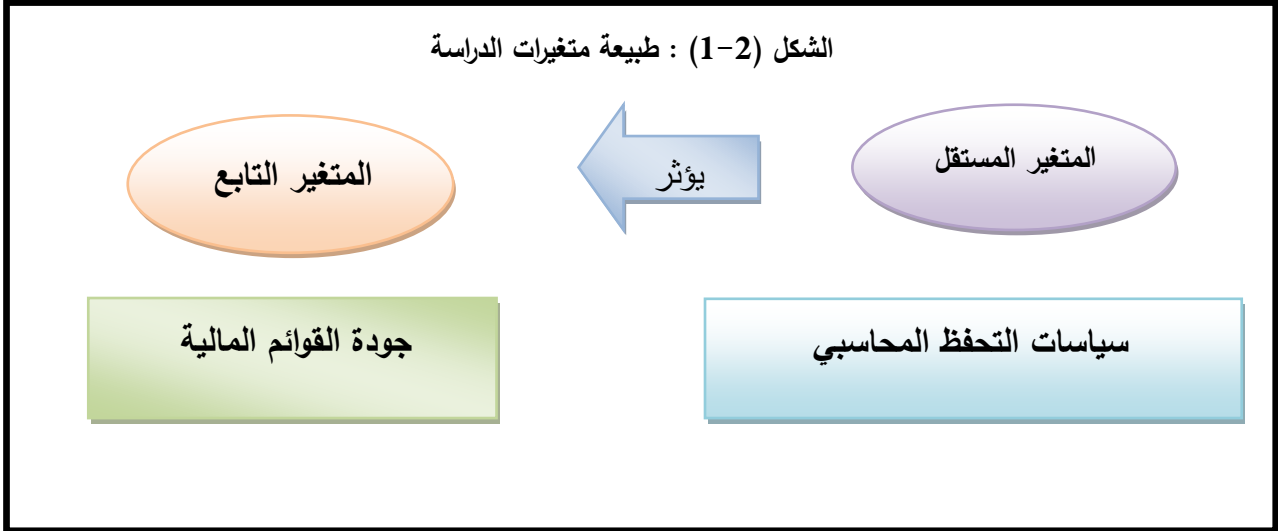 الشكل (2-1) : طبيعة متغيرات الدراسة
المتغير المستقل
يؤثر
المتغير التابع
سياسات التحفظ المحاسبي
جودة القوائم المالية